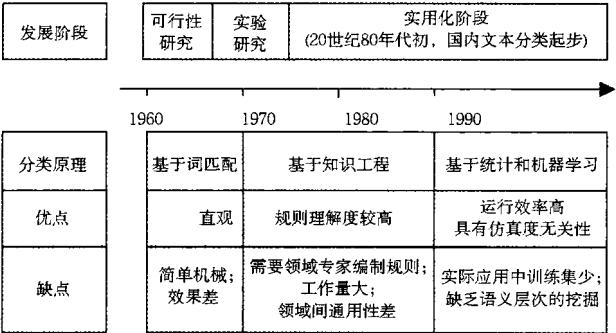 发展阶段
可行性
研究
实验
研究
实用化阶段
(20世纪80年代初，国内文本分类起步)
1960
1970
1980
1990
分类原理
基于词匹配
基于知识工程
基于统计和机器学习
优点
直观
规则理解度较高
运行效率高
具有仿真度无关性
缺点
简单机械；
效果差
需要领域专家编制规则；
工作量大；
领域间通用性差
实际应用中训练集少；
缺乏语义层次的挖掘